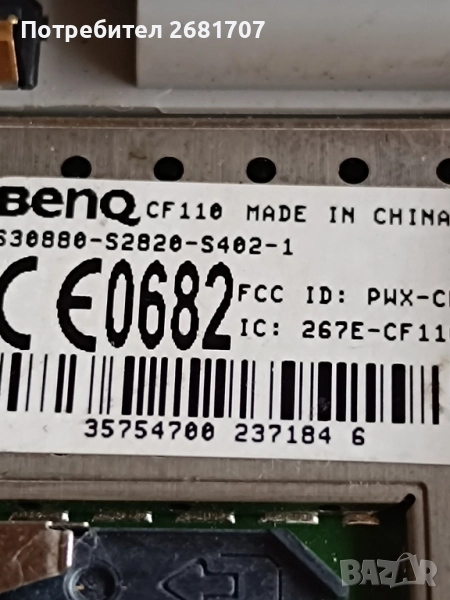 Потребител 2681707
BenQ CF110 MADE IN CHINA
S30880-S2820-S402-1
CE0682
FCC ID: PWX-C
IC: 267E-CF11
35754700 237184 6
BAZAR